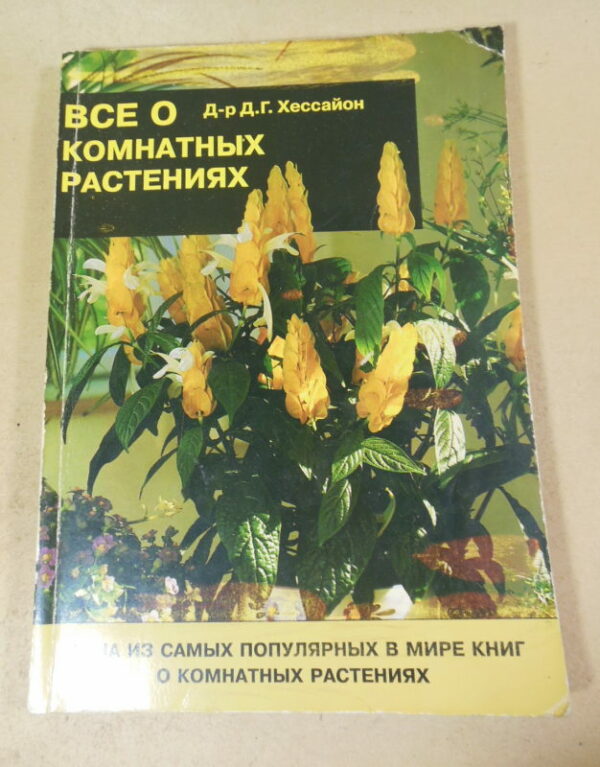 ВСЕ О
Д-р Д.Г. Хессайон
КОМНАТНЫХ
РАСТЕНИЯХ
ИЗ САМЫХ ПОПУЛЯРНЫХ В МИРЕ КНИГ
О КОМНАТНЫХ РАСТЕНИЯХ